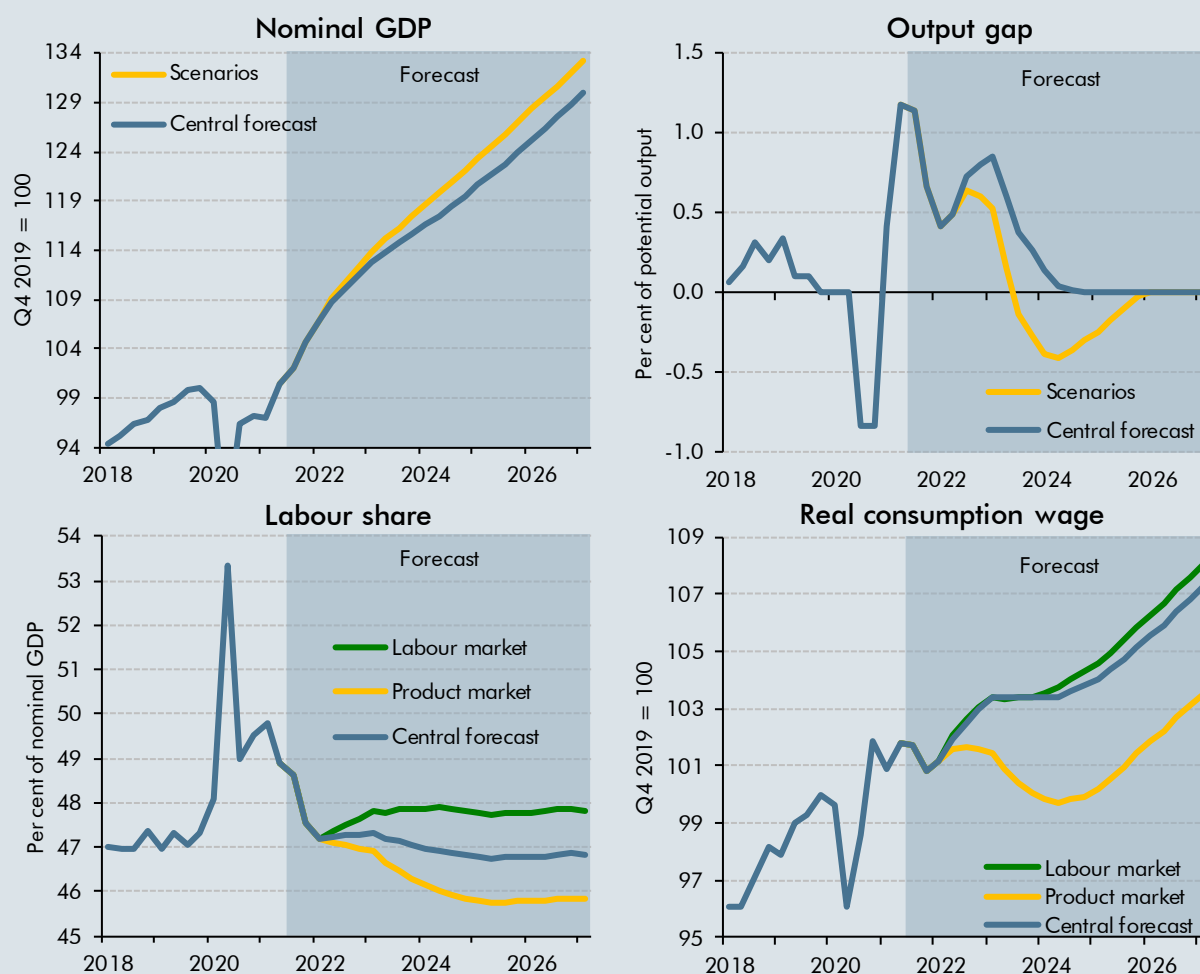 Nominal GDP
134
129
124
119
114
109
104
99
94
Q4 2019 = 100
Scenarios
Central forecast
Forecast
2018
2020
2022
2024
2026
Output gap
1.5
1.0
0.5
0.0
-0.5
-1.0
Per cent of potential output
Forecast
Scenarios
Central forecast
2018
2020
2022
2024
2026
Labour share
54
53
52
51
50
49
48
47
46
45
Per cent of nominal GDP
Forecast
Labour market
Product market
Central forecast
2018
2020
2022
2024
2026
Real consumption wage
109
107
105
103
101
99
97
95
Q4 2019 = 100
Forecast
Labour market
Product market
Central forecast
2018
2020
2022
2024
2026